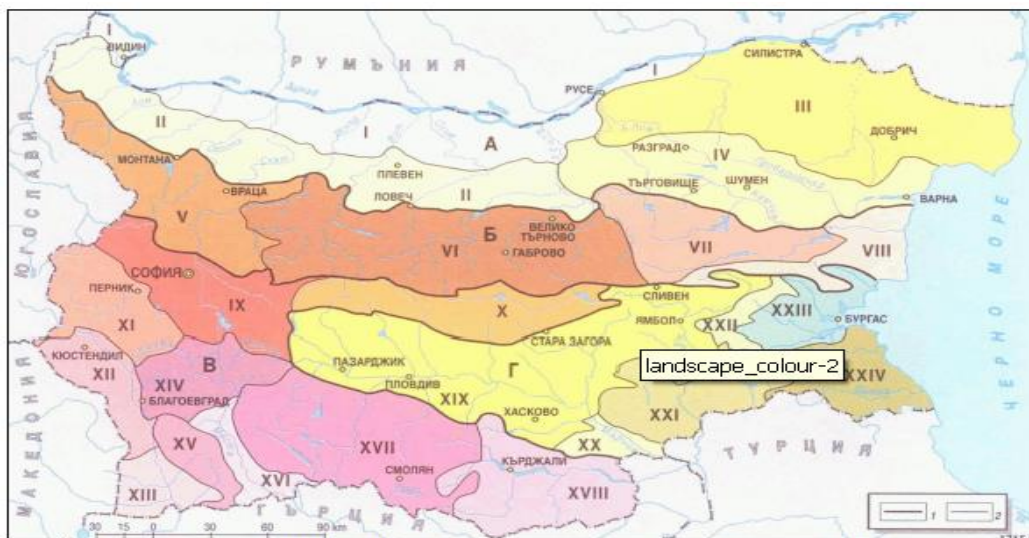 I
ВИДИН
РУМЪНИЯ
СИЛИСТРА
I
РУСЕ
III
II
I
А
ДОБРИЧ
IV
РАЗГРАД
МОНТАНА
ПЛЕВЕН
ТЪРГОВИЩЕ
ШУМЕН
ВРАЦА
ЛОВЕЧ
II
ВАРНА
V
VI
Б
ВЕЛИКО
ТЪРНОВО
ГАБРОВО
VII
VIII
ЮГОСЛАВИЯ
СОФИЯ
ПЕРНИК
IX
X
СЛИВЕН
XI
ЯМБОЛ
XXII
XXIII
БУРГАС
ЧЕРНО МОРЕ
СТАРА ЗАГОРА
КЮСТЕНДИЛ
XII
В
ПАЗАРДЖИК
Г
landscape_colour-2
XXIV
XIV
БЛАГОЕВГРАД
ПЛОВДИВ
XIX
ХАСКОВО
XXI
МАКЕДОНИЯ
XV
XVII
XX
ТУРЦИЯ
КЪРДЖАЛИ
СМОЛЯН
XIII
XVI
XVIII
ГЪРЦИЯ
1
2
30 15 0 30 60 90 km